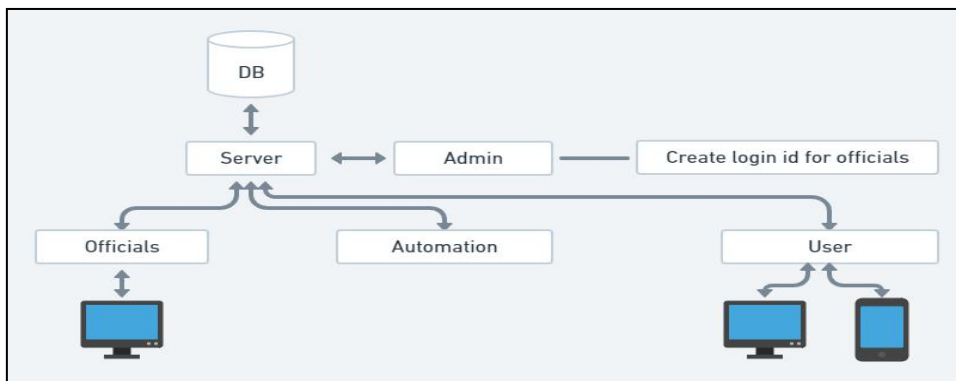 DB
Server
Admin
Create login id for officials
Officials
Automation
User